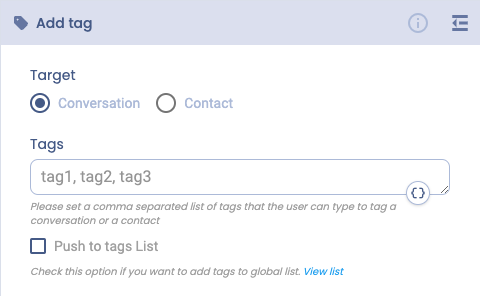 Add tag
Target
Conversation
Contact
Tags
tag1, tag2, tag3
Please set a comma separated list of tags that the user can type to tag a
conversation or a contact
Push to tags List
Check this option if you want to add tags to global list. View list